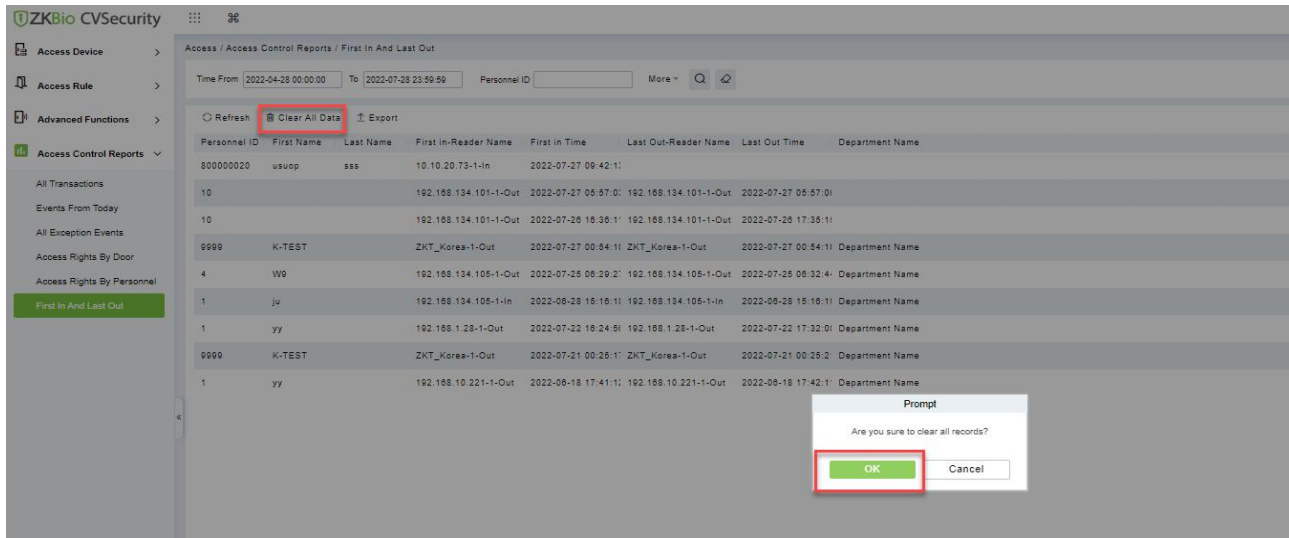 ZKBio CVSecurity
Access Device
Access Rule
Advanced Functions
Access Control Reports
All Transactions
Events From Today
All Exception Events
Access Rights By Door
Access Rights By Personnel
First In And Last Out
Access / Access Control Reports / First In And Last Out
Time From 2022-04-28 00:00:00 To 2022-07-28 23:59:59 Personnel ID More
Refresh Clear All Data Export
Personnel ID First Name Last Name First in-Reader Name First in Time Last Out-Reader Name Last Out Time Department Name
800000020 usuop sss 10.10.20.73-1-In 2022-07-27 09:42:1
10 192.168.134.101-1-Out 2022-07-27 05:57:0 192.168.134.101-1-Out 2022-07-27 05:57:0
10 192.168.134.101-1-Out 2022-07-26 16:36:1 192.168.134.101-1-Out 2022-07-26 17:35:1
9999 K-TEST ZKT_Korea-1-Out 2022-07-27 00:54:1 ZKT_Korea-1-Out 2022-07-27 00:54:1 Department Name
4 W9 192.168.134.105-1-Out 2022-07-25 06:29:2 192.168.134.105-1-Out 2022-07-25 06:32:4 Department Name
1 ju 192.168.134.105-1-In 2022-06-28 15:16:1 192.168.134.105-1-In 2022-06-28 15:16:1 Department Name
1 yy 192.168.1.28-1-Out 2022-07-22 16:24:5 192.168.1.28-1-Out 2022-07-22 17:32:0 Department Name
9999 K-TEST ZKT_Korea-1-Out 2022-07-21 00:25:1 ZKT_Korea-1-Out 2022-07-21 00:25:2 Department Name
1 yy 192.168.10.221-1-Out 2022-06-18 17:41:1 192.168.10.221-1-Out 2022-06-18 17:42:1 Department Name
Prompt
Are you sure to clear all records?
OK Cancel